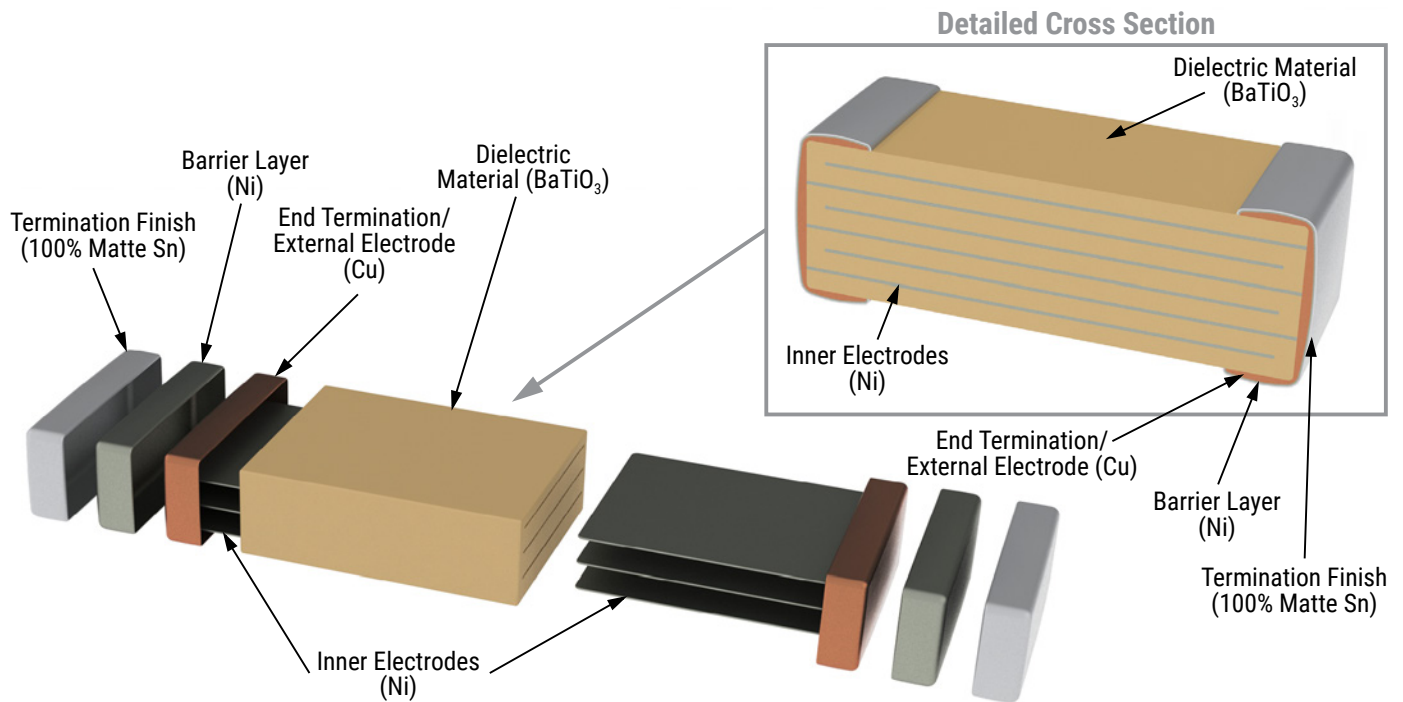 Detailed Cross Section
Dielectric Material
(BaTiO₃)
Barrier Layer
(Ni)
Dielectric
Material (BaTiO₃)
Termination Finish
(100% Matte Sn)
End Termination/
External Electrode
(Cu)
Inner Electrodes
(Ni)
End Termination/
External Electrode (Cu)
Barrier Layer
(Ni)
Termination Finish
(100% Matte Sn)
Inner Electrodes
(Ni)